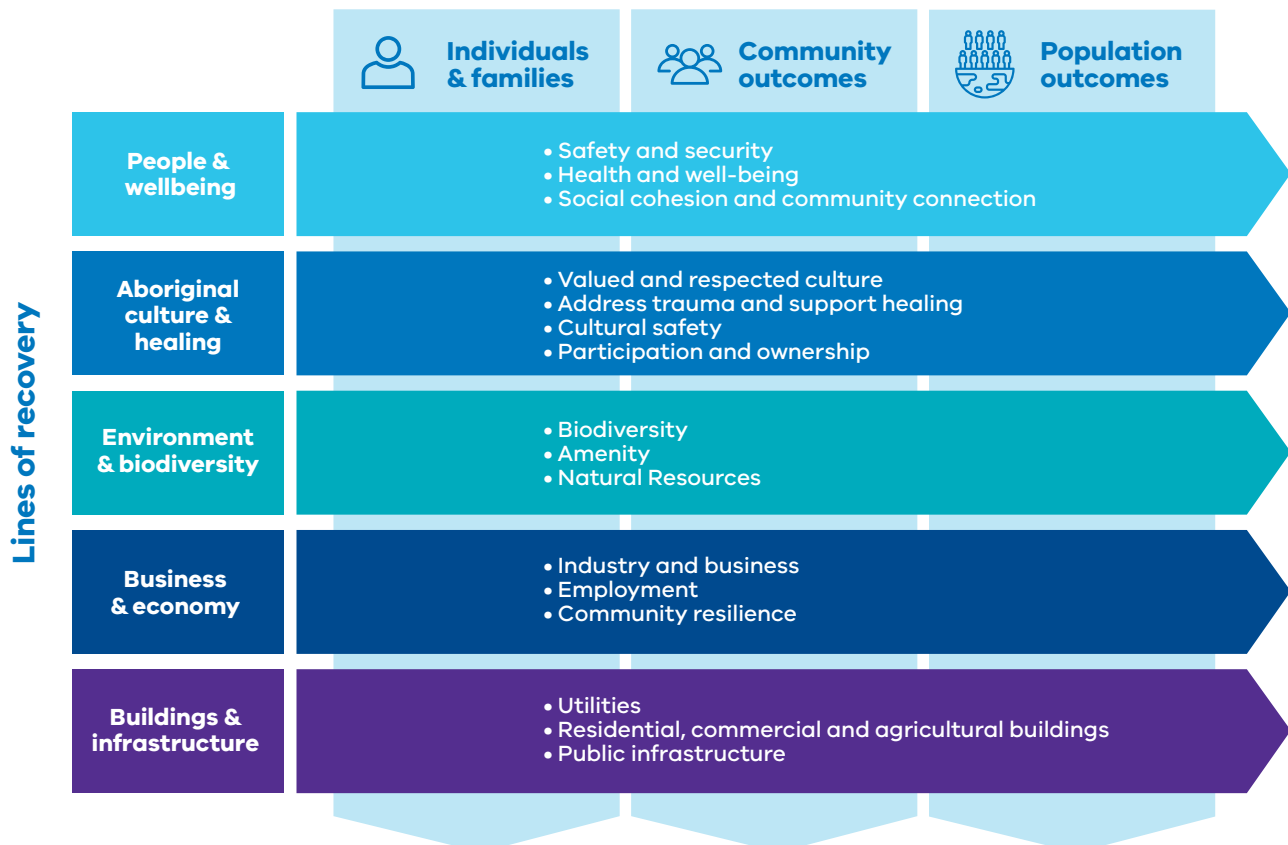 Individuals
& families
Community
outcomes
Population
outcomes
Lines of recovery
People &
wellbeing
• Safety and security
• Health and well-being
• Social cohesion and community connection
Aboriginal
culture &
healing
• Valued and respected culture
• Address trauma and support healing
• Cultural safety
• Participation and ownership
Environment
& biodiversity
• Biodiversity
• Amenity
• Natural Resources
Business
& economy
• Industry and business
• Employment
• Community resilience
Buildings &
infrastructure
• Utilities
• Residential, commercial and agricultural buildings
• Public infrastructure